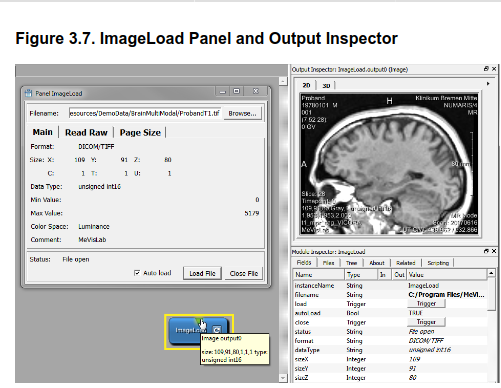 Figure 3.7. ImageLoad Panel and Output Inspector
Panel ImageLoad
Filename: esources/DemoData/BrainMultiModal/ProbandT1.tif Browse...
Main Read Raw Page Size
Format: DICOM/TIFF
Size: X: 109 Y: 91 Z: 80
C: 1 T: 1 U: 1
Data Type: unsigned int16
Min Value: 0
Max Value: 5179
Color Space: Luminance
Comment: MeVisLab
Status: File open
Auto load Load File Close File
ImageLoad
Image output0
size: 109,91,80,1,1,1 type:
unsigned int16
Output Inspector: ImageLoad.output0 (Image)
2D 3D
Proband
19780101 M
001
(7.52.28)
0 GV
H
Klinikum Bremen Mitte
NUMARIS/4
A
80 mm
Slice: 28
Module Inspector: ImageLoad
Fields Files Tree About Related Scripting
Name Type In Out Value
instanceName String ImageLoad
filename String C:/Program Files/MeVi...
load Trigger Trigger
autoLoad Bool TRUE
close Trigger Trigger
status String File open
format String DICOM/TIFF
dataType String unsigned int16
sizeX Integer 109
sizeY Integer 91
sizeZ Integer 80